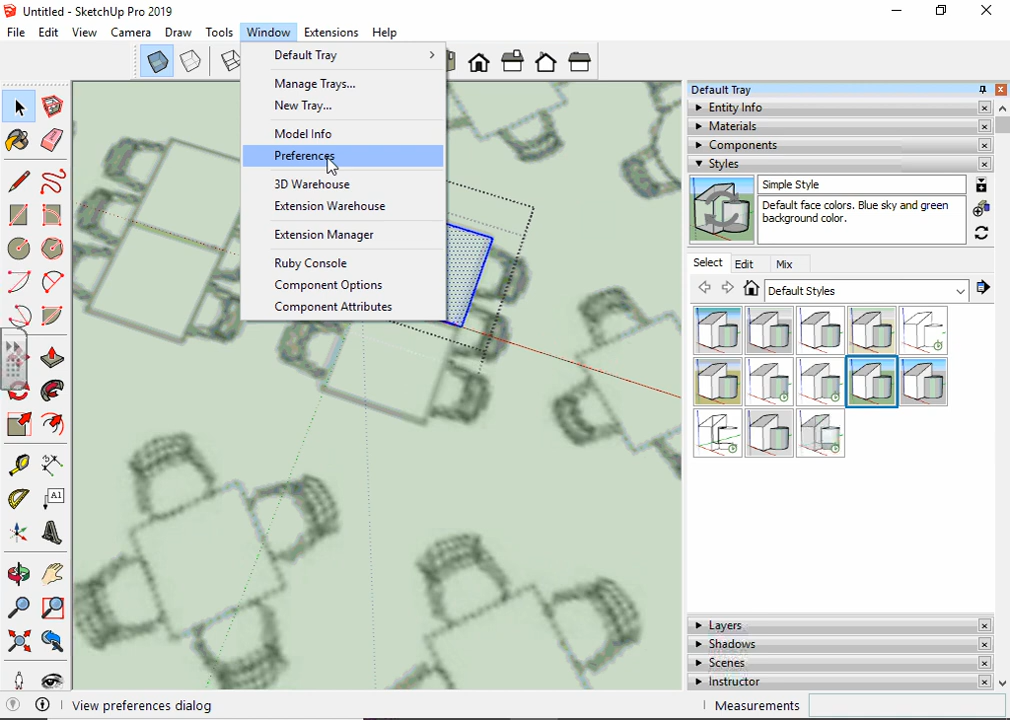 Untitled - SketchUp Pro 2019
File Edit View Camera Draw Tools Window Extensions Help
Default Tray
Manage Trays...
New Tray...
Model Info
Preferences
3D Warehouse
Extension Warehouse
Extension Manager
Ruby Console
Component Options
Component Attributes
Default Tray
Entity Info
Materials
Components
Styles
Simple Style
Default face colors. Blue sky and green
background color.
Select Edit Mix
Default Styles
A1
Layers
Shadows
Scenes
Instructor
View preferences dialog
Measurements